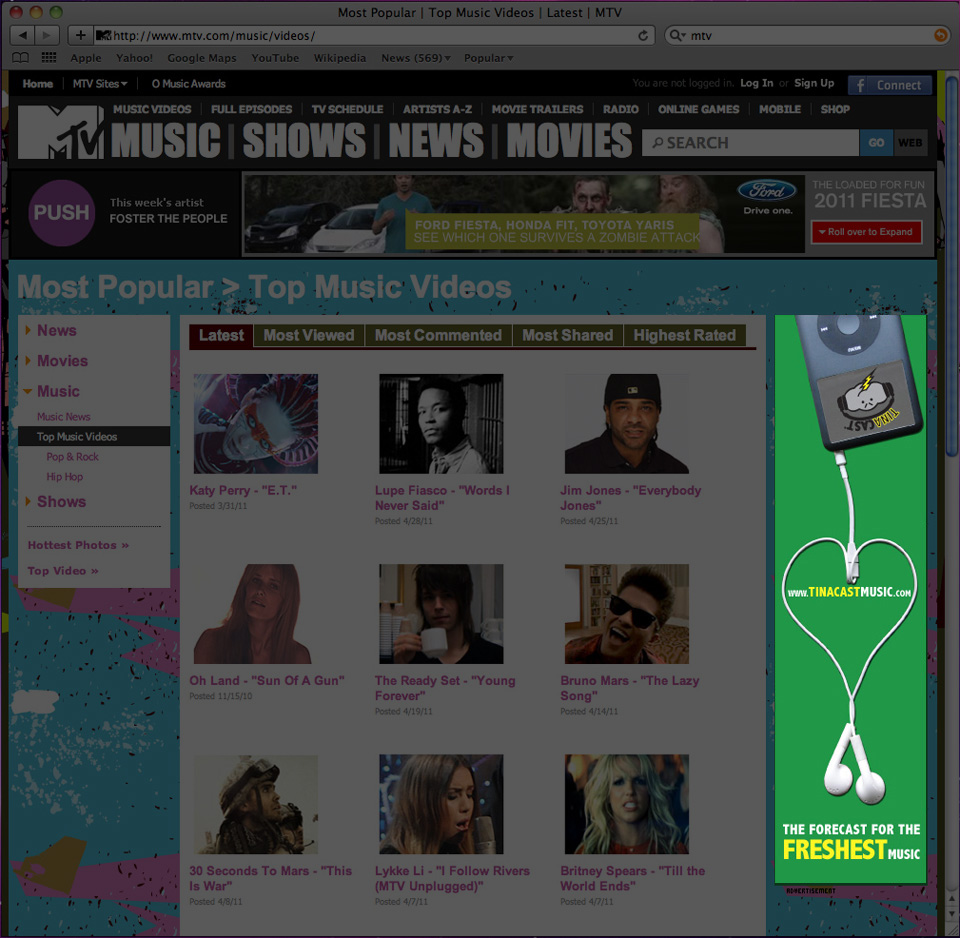 Most Popular | Top Music Videos | Latest | MTV
http://www.mtv.com/music/videos/
mtv
Apple Yahoo! Google Maps YouTube Wikipedia News (569) Popular
Home MTV Sites O Music Awards
You are not logged in. Log In or Sign Up
f Connect
MUSIC VIDEOS | FULL EPISODES | TV SCHEDULE | ARTISTS A-Z | MOVIE TRAILERS | RADIO | ONLINE GAMES | MOBILE | SHOP
MTV MUSIC | SHOWS | NEWS | MOVIES
SEARCH GO WEB
PUSH
This week's artist
FOSTER THE PEOPLE
FORD FIESTA, HONDA FIT, TOYOTA YARIS
SEE WHICH ONE SURVIVES A ZOMBIE ATTACK
Ford
Drive one.
THE LOADED FOR FUN
2011 FIESTA
Roll over to Expand
Most Popular > Top Music Videos
News
Movies
Music
Music News
Top Music Videos
Pop & Rock
Hip Hop
Shows
Hottest Photos »
Top Video »
Latest Most Viewed Most Commented Most Shared Highest Rated
Katy Perry - "E.T."
Posted 3/31/11
Lupe Fiasco - "Words I
Never Said"
Posted 4/28/11
Jim Jones - "Everybody
Jones"
Posted 4/25/11
Oh Land - "Sun Of A Gun"
Posted 11/15/10
The Ready Set - "Young
Forever"
Posted 4/19/11
Bruno Mars - "The Lazy
Song"
Posted 4/14/11
30 Seconds To Mars - "This
Is War"
Posted 4/8/11
Lykke Li - "I Follow Rivers
(MTV Unplugged)"
Posted 4/7/11
Britney Spears - "Till the
World Ends"
Posted 4/7/11
MENU
TINA
CAST
www.TINACASTMUSIC.com
THE FORECAST FOR THE
FRESHEST MUSIC
ADVERTISEMENT